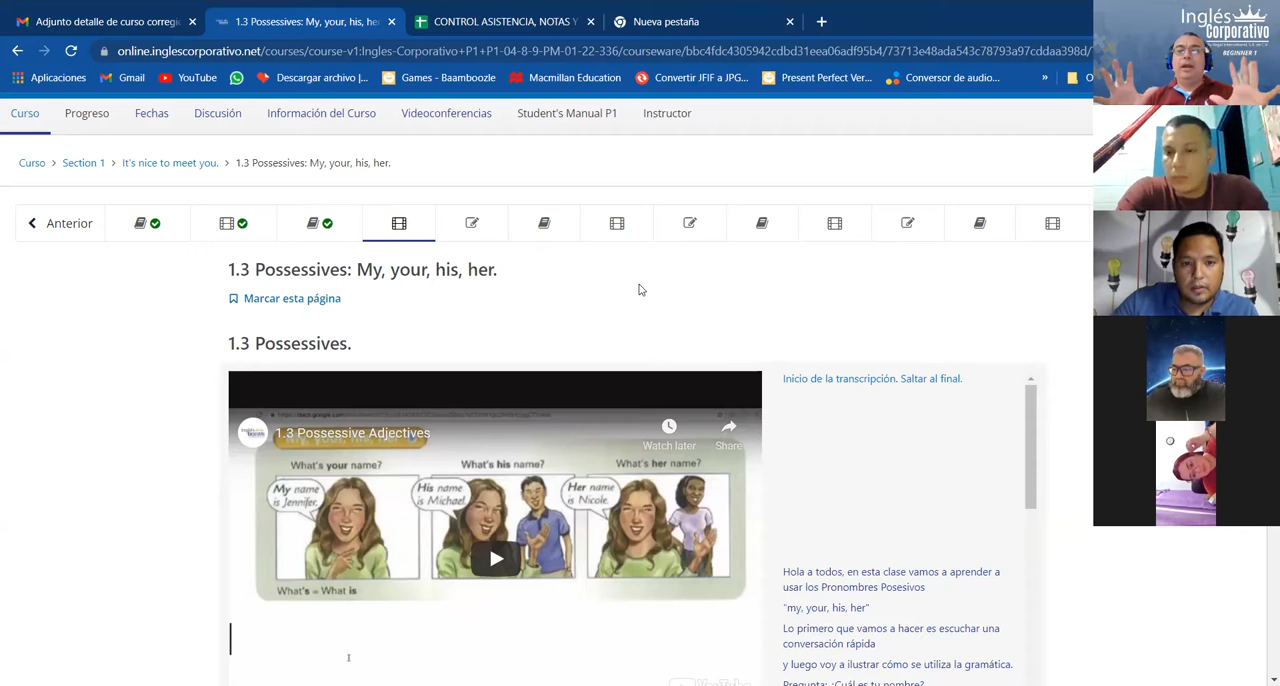 Adjunto detalle de curso corregi
1.3 Possessives: My, your, his, her
CONTROL ASISTENCIA, NOTAS Y
Nueva pestaña
online.inglescorporativo.net/courses/course-v1:Ingles-Corporativo+P1+P1-04-8-9-PM-01-22-336/courseware/bbc4fdc4305942cdbd31eea06adf95b4/73713e48ada543c78793a97cddaa398d/
Aplicaciones
Gmail
YouTube
Descargar archivo |...
Games - Baamboozle
Macmillan Education
Convertir JFIF a JPG...
Present Perfect Ver...
Conversor de audio...
»
O
Curso
Progreso
Fechas
Discusión
Información del Curso
Videoconferencias
Student's Manual P1
Instructor
Curso > Section 1 > It's nice to meet you. > 1.3 Possessives: My, your, his, her.
Anterior
1.3 Possessives: My, your, his, her.
Marcar esta página
1.3 Possessives.
1.3 Possessive Adjectives
Watch later
Share
What's your name?
What's his name?
What's her name?
My name
is Jennifer.
His name
is Michael.
Her name
is Nicole.
What's = What is
YouTube
Inicio de la transcripción. Saltar al final.
Hola a todos, en esta clase vamos a aprender a
usar los Pronombres Posesivos
"my, your, his, her"
Lo primero que vamos a hacer es escuchar una
conversación rápida
y luego voy a ilustrar cómo se utiliza la gramática.
Pregunta: ¿Cuál es tu nombre?
Inglés
Corporativo
BEGINNER 1